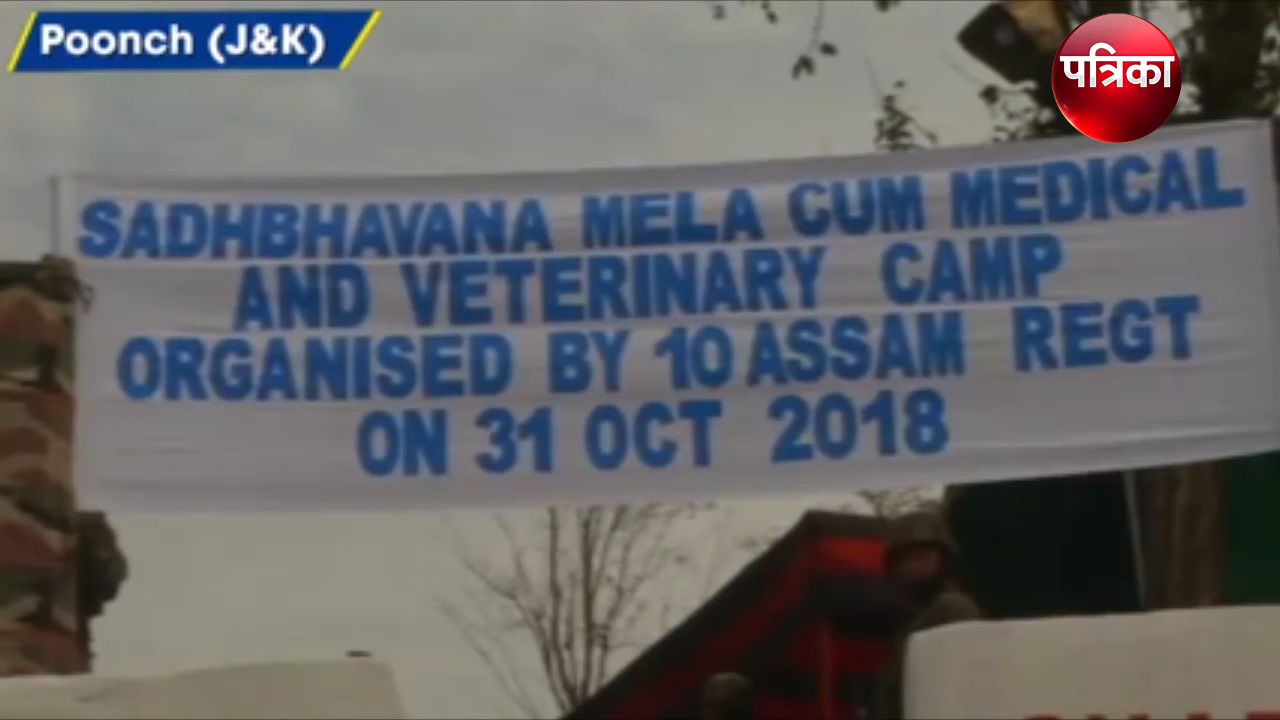 Poonch (J&K)
पत्रिका
SADHBHAVANA MELA CUM MEDICAL
AND VETERINARY CAMP
ORGANISED BY 10 ASSAM REGT
ON 31 OCT 2018